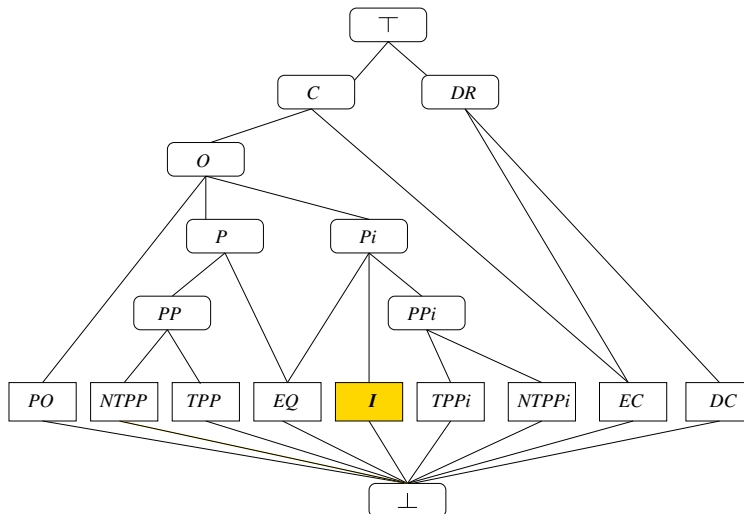 ⊤
C DR
O
P Pi
PP PPi
PO NTPP TPP EQ I TPPi NTPPi EC DC
⊥